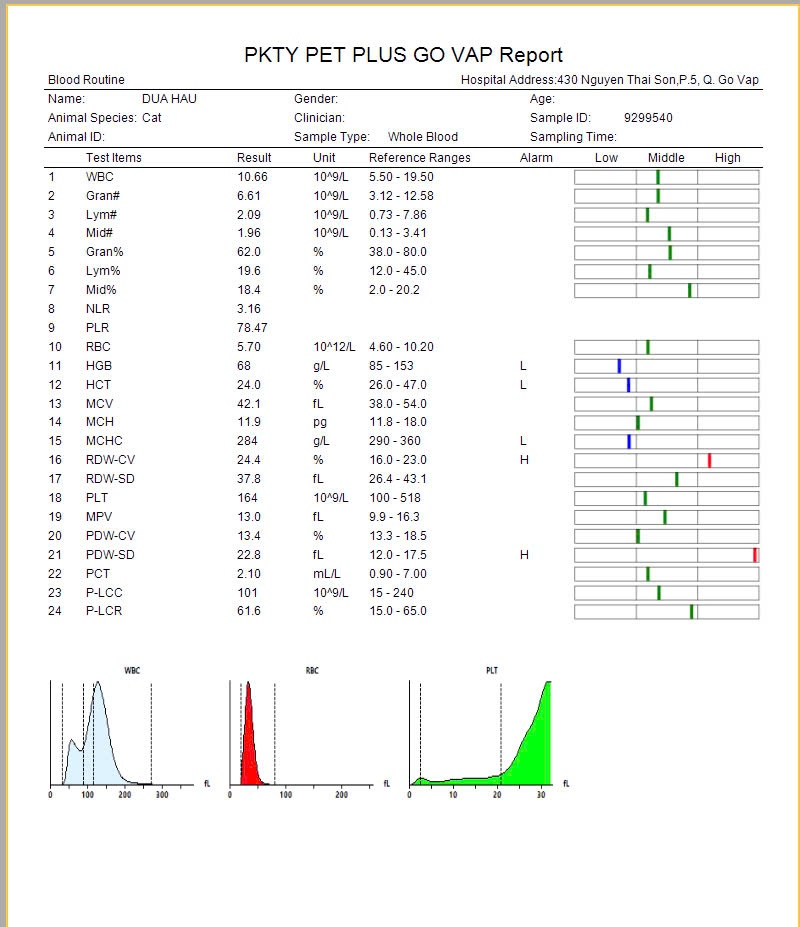 PKTY PET PLUS GO VAP Report
Blood Routine Hospital Address:430 Nguyen Thai Son,P.5, Q. Go Vap
Name: DUA HAU Gender: Age:
Animal Species: Cat Clinician: Sample ID: 9299540
Animal ID: Sample Type: Whole Blood Sampling Time:
Test Items Result Unit Reference Ranges Alarm Low Middle High
1 WBC 10.66 10^9/L 5.50 - 19.50
2 Gran# 6.61 10^9/L 3.12 - 12.58
3 Lym# 2.09 10^9/L 0.73 - 7.86
4 Mid# 1.96 10^9/L 0.13 - 3.41
5 Gran% 62.0 % 38.0 - 80.0
6 Lym% 19.6 % 12.0 - 45.0
7 Mid% 18.4 % 2.0 - 20.2
8 NLR 3.16
9 PLR 78.47
10 RBC 5.70 10^12/L 4.60 - 10.20
11 HGB 68 g/L 85 - 153 L
12 HCT 24.0 % 26.0 - 47.0 L
13 MCV 42.1 fL 38.0 - 54.0
14 MCH 11.9 pg 11.8 - 18.0
15 MCHC 284 g/L 290 - 360 L
16 RDW-CV 24.4 % 16.0 - 23.0 H
17 RDW-SD 37.8 fL 26.4 - 43.1
18 PLT 164 10^9/L 100 - 518
19 MPV 13.0 fL 9.9 - 16.3
20 PDW-CV 13.4 % 13.3 - 18.5
21 PDW-SD 22.8 fL 12.0 - 17.5 H
22 PCT 2.10 mL/L 0.90 - 7.00
23 P-LCC 101 10^9/L 15 - 240
24 P-LCR 61.6 % 15.0 - 65.0
WBC RBC PLT
fL fL fL
0 100 200 300 0 100 200 0 10 20 30